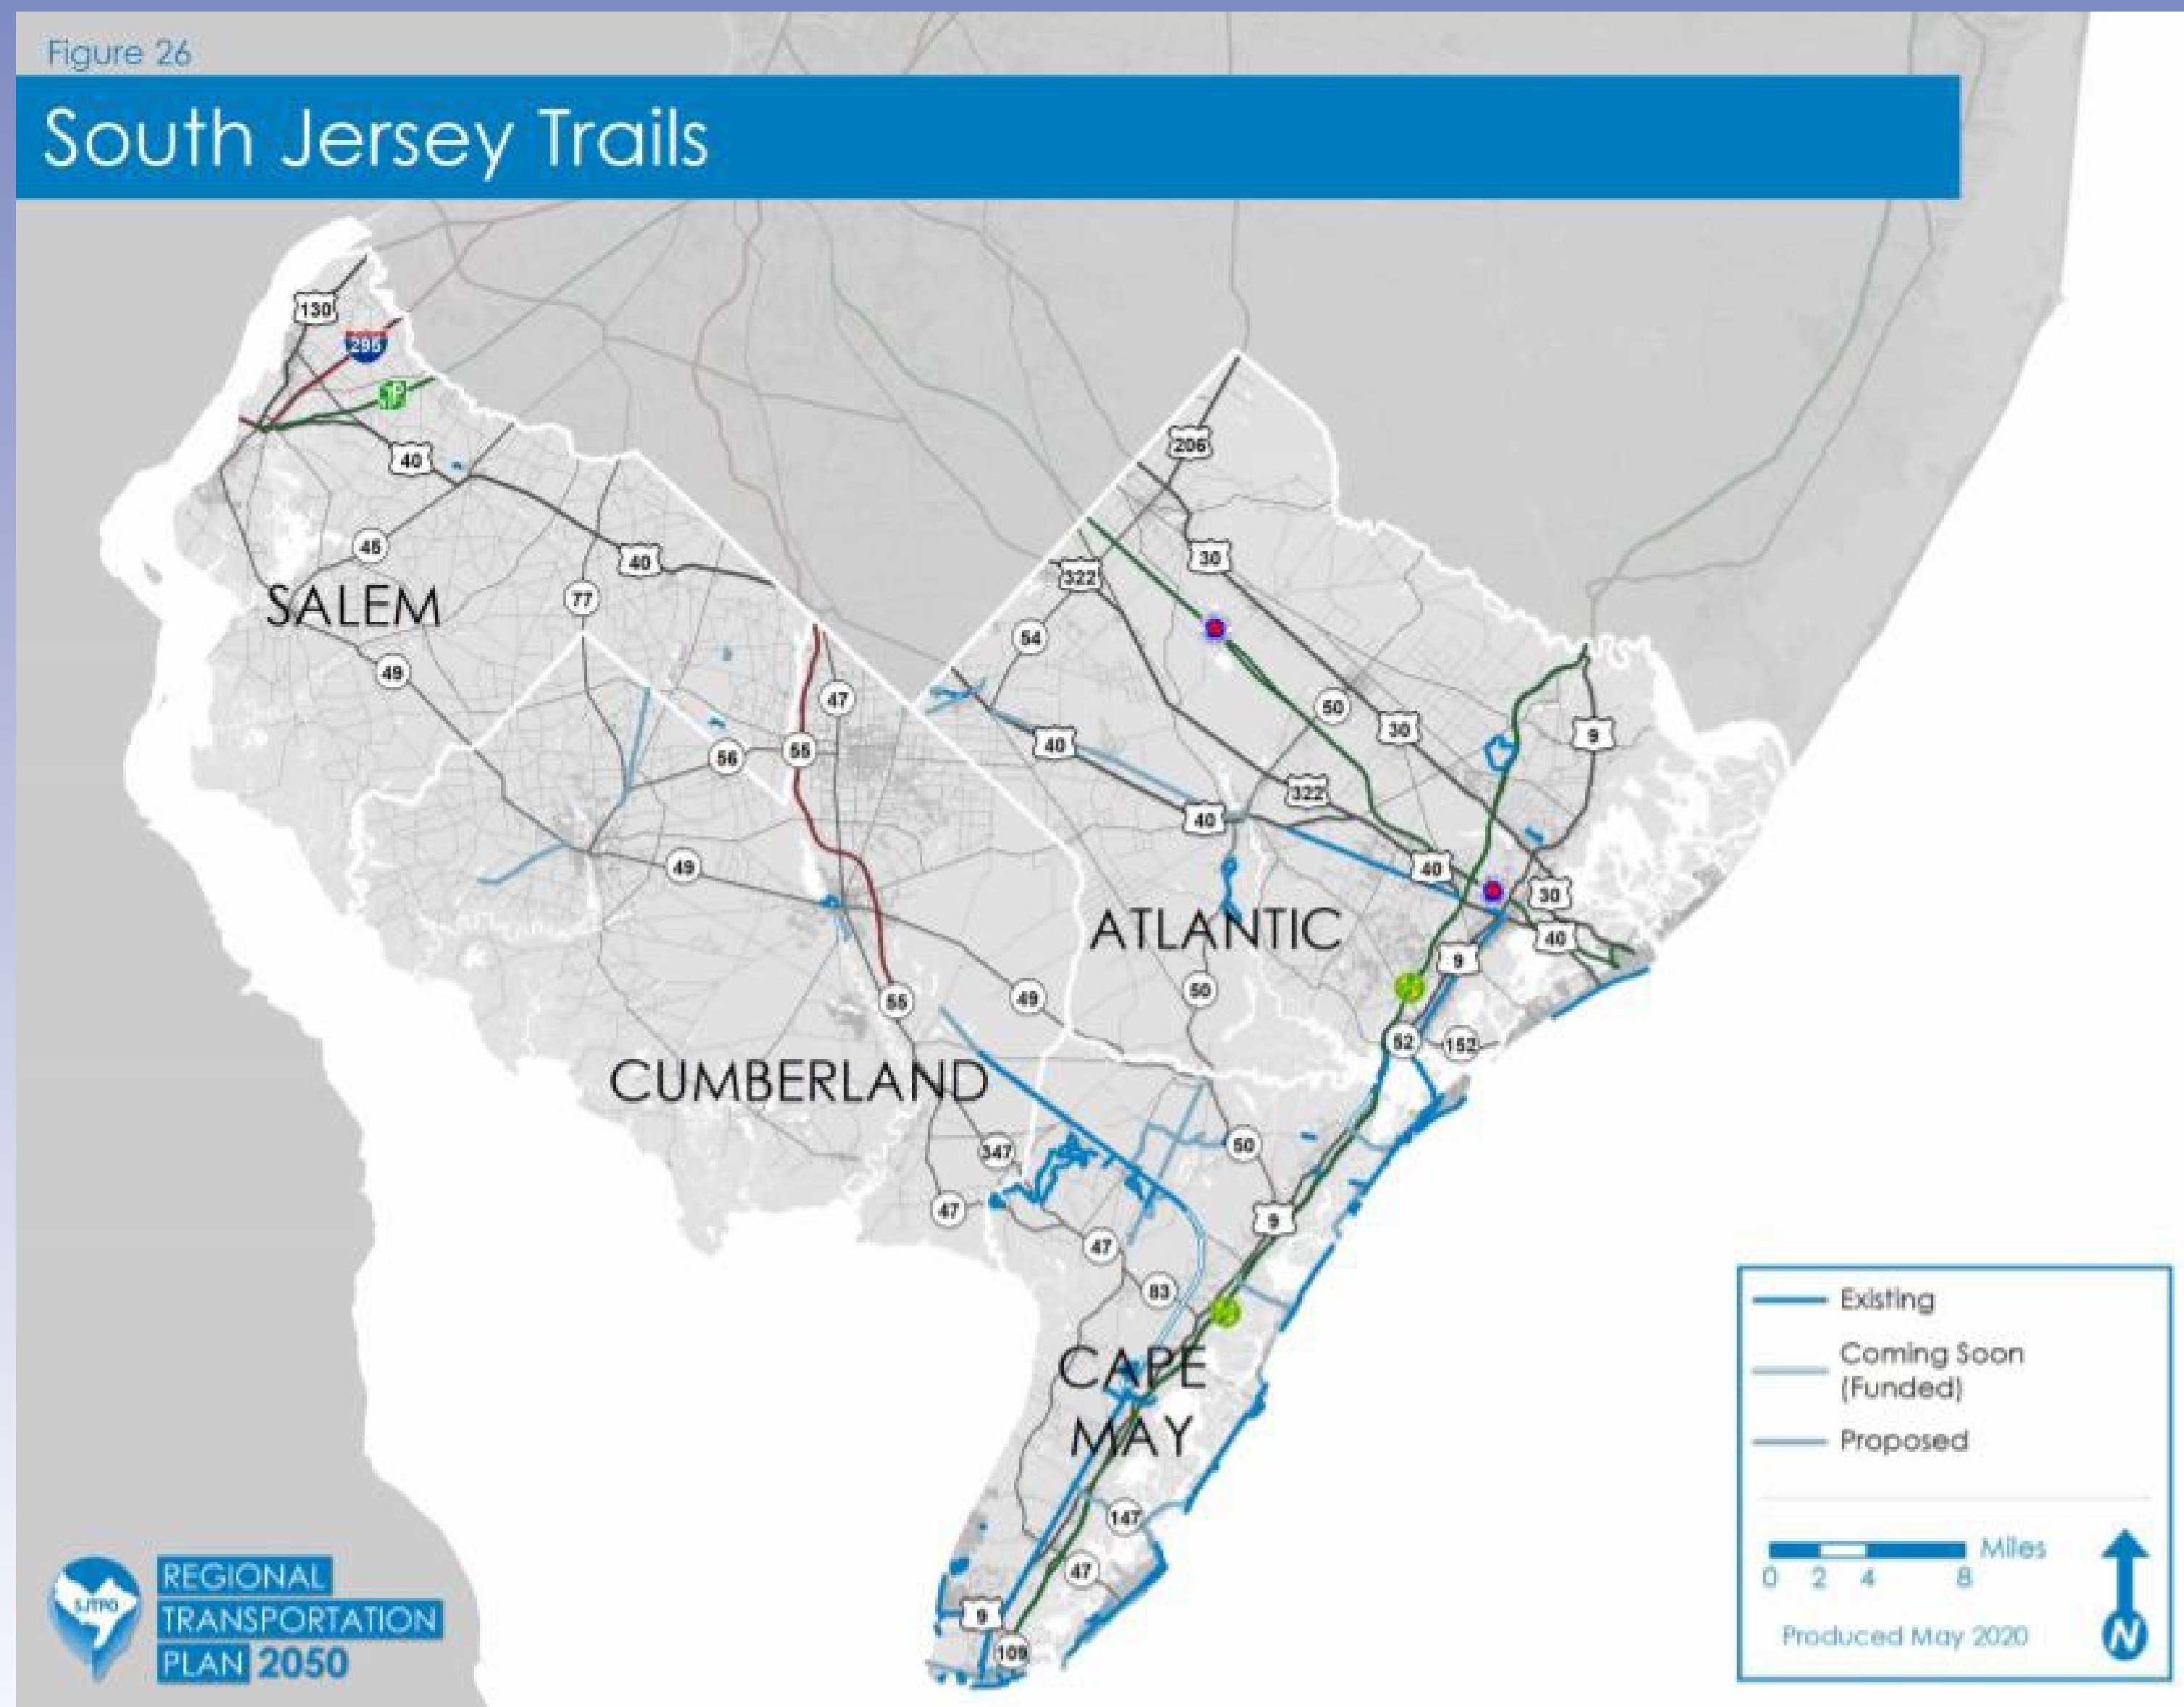 Figure 26
South Jersey Trails
130
295
TP
40
206
45
40
30
322
77
SALEM
54
49
47
50
30
9
40
56
55
322
40
49
40
30
ATLANTIC
40
9
50
49
55
52
152
CUMBERLAND
50
347
47
9
47
83
Existing
Coming Soon
(Funded)
CAPE
MAY
Proposed
147
Miles
0 2 4 8
47
9
109
Produced May 2020
N
SJTPO
REGIONAL
TRANSPORTATION
PLAN 2050